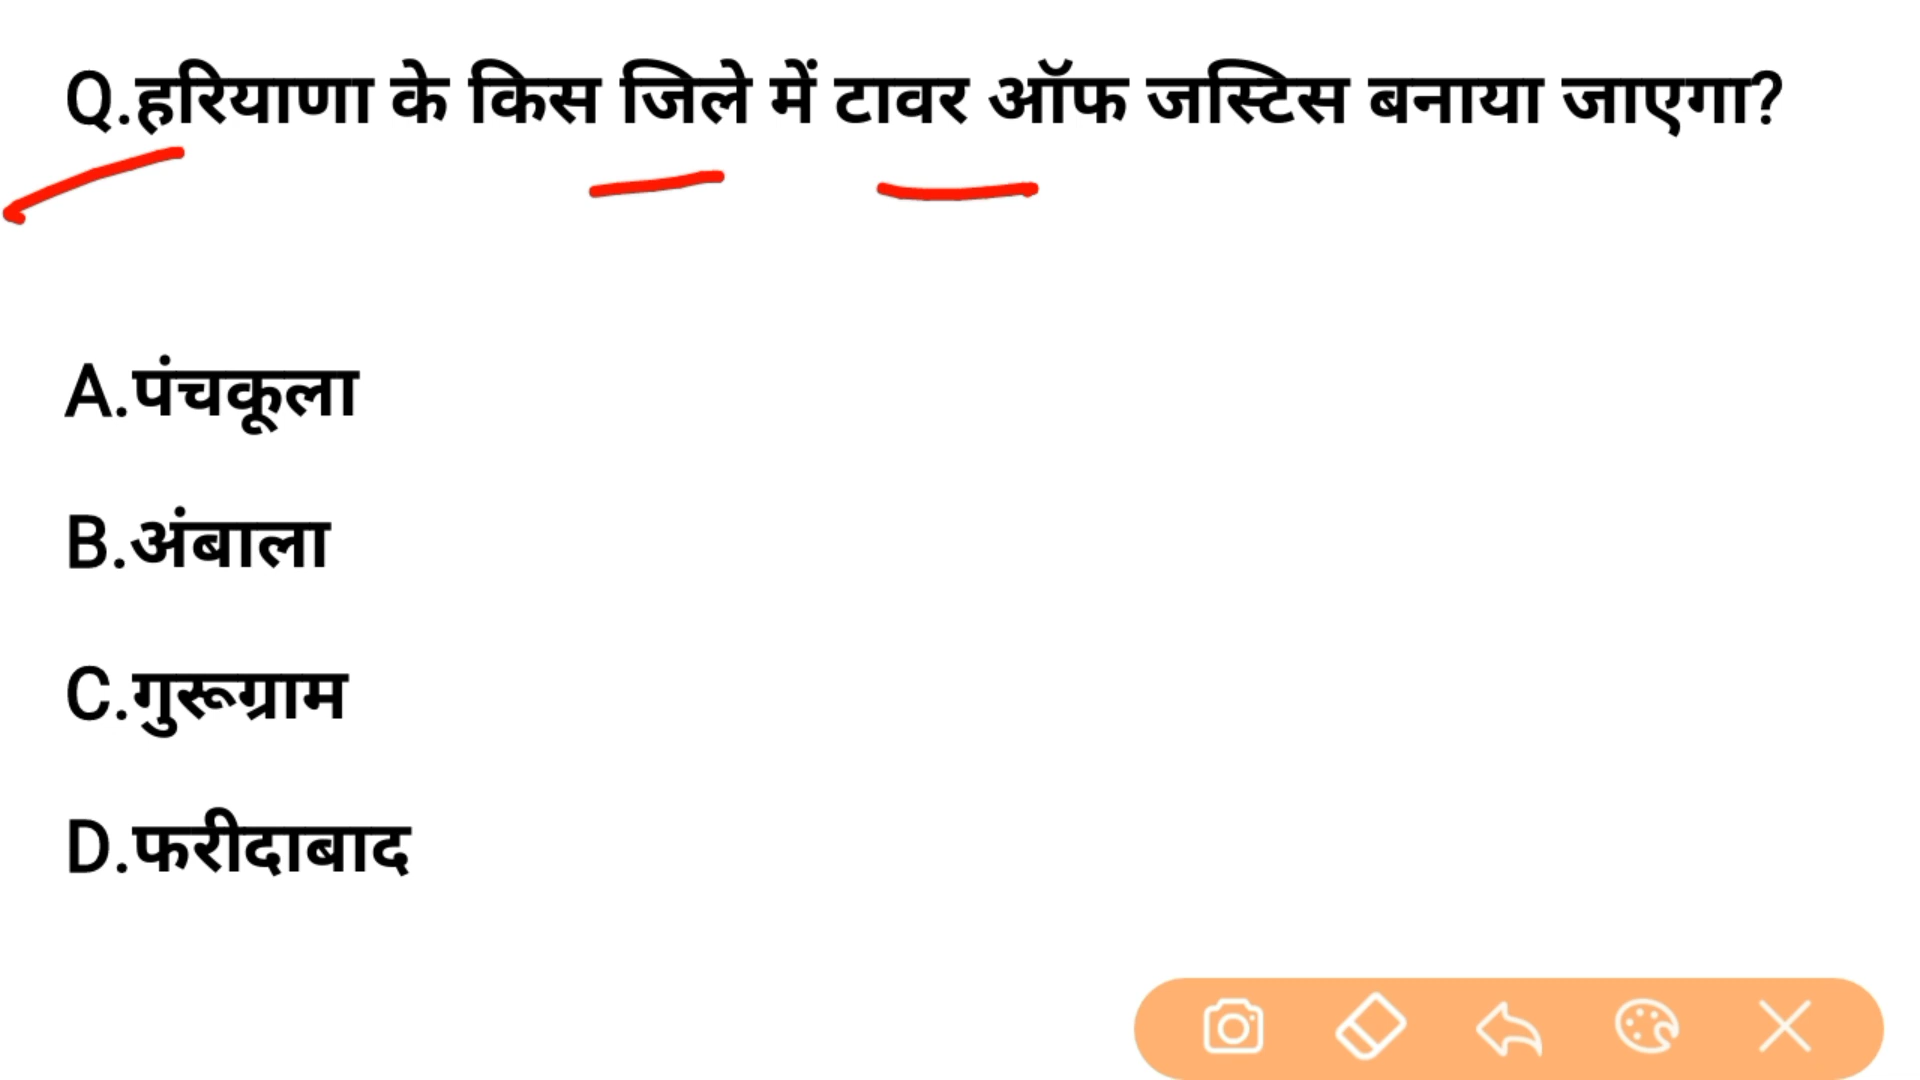 Q.हरियाणा के किस जिले में टावर ऑफ जस्टिस बनाया जाएगा?
A.पंचकूला
B.अंबाला
C.गुरूग्राम
D.फरीदाबाद